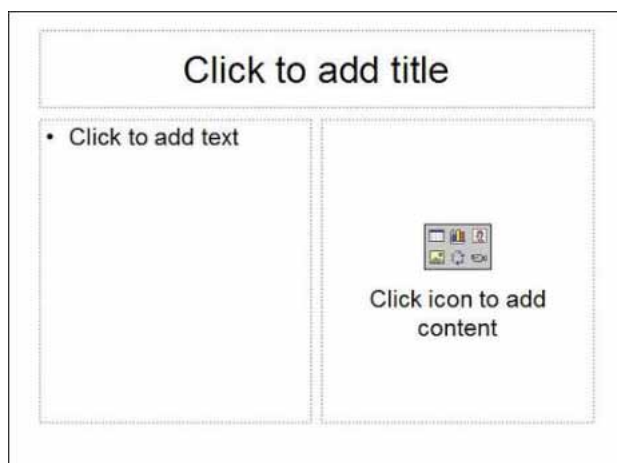 Click to add title
• Click to add text
Click icon to add
content